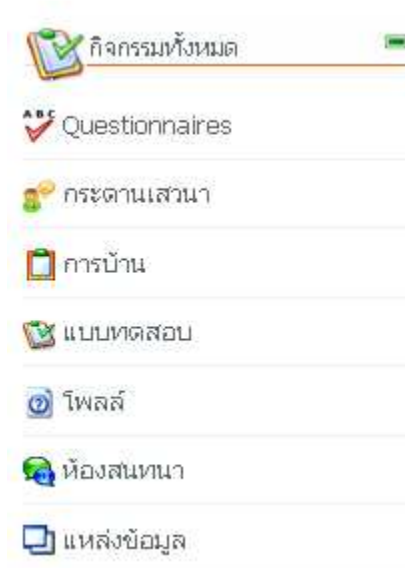 กิจกรรมทั้งหมด
ABC
Questionnaires
กระดานเสวนา
การบ้าน
แบบทดสอบ
โพลล์
ห้องสนทนา
แหล่งข้อมูล